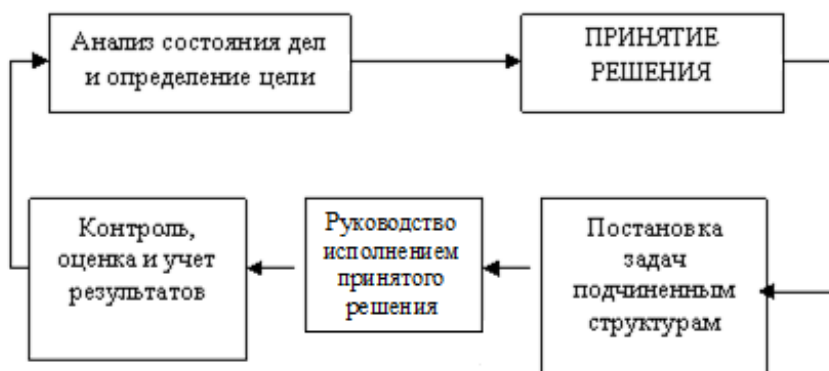 Анализ состояния дел
и определение цели
ПРИНЯТИЕ
РЕШЕНИЯ
Контроль,
оценка и учет
результатов
Руководство
исполнением
принятого
решения
Постановка
задач
подчиненным
структурам